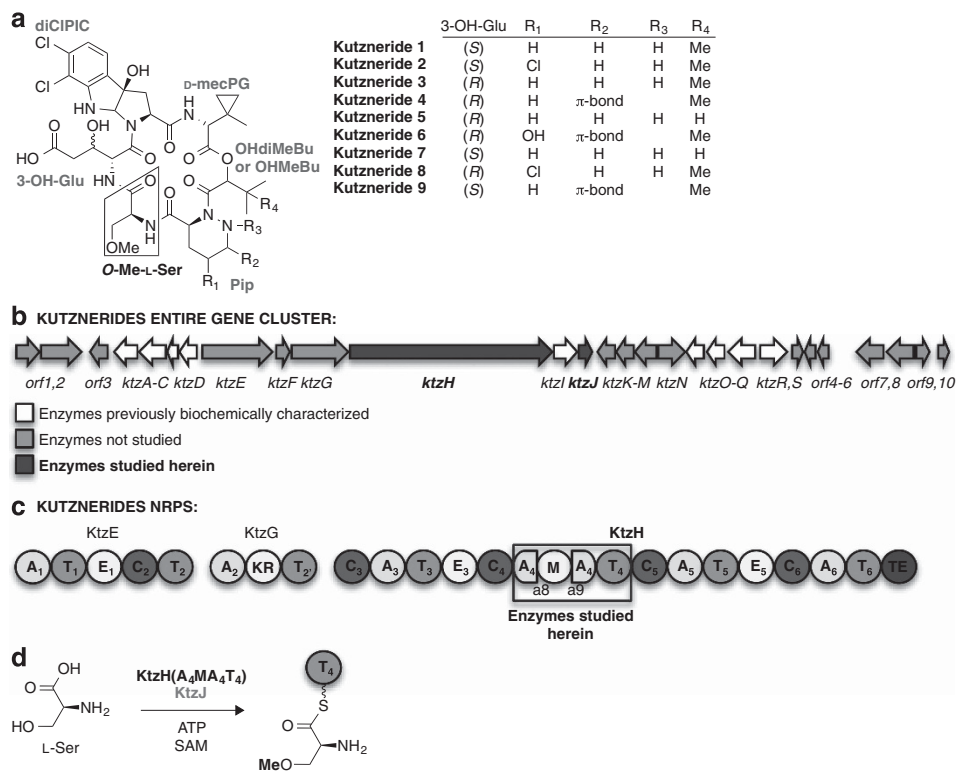 a
diClPIC
Cl
Cl
OH
HN
N
H
N
D-mecPG
O
OH
O
HO
O
O
O
OHdiMeBu
or OHMeBu
3-OH-Glu
HN
O
O
O
N
H
N
N–R3
R4
OMe
O-Me-L-Ser
R1
R2
Pip
3-OH-Glu R1 R2 R3 R4
Kutzneride 1 (S) H H H Me
Kutzneride 2 (S) Cl H H Me
Kutzneride 3 (R) H H H Me
Kutzneride 4 (R) H π-bond Me
Kutzneride 5 (R) H H H H
Kutzneride 6 (R) OH π-bond Me
Kutzneride 7 (S) H H H H
Kutzneride 8 (R) Cl H H Me
Kutzneride 9 (S) H π-bond Me
b KUTZNERIDES ENTIRE GENE CLUSTER:
orf1,2 orf3 ktzA-C ktzD ktzE ktzF ktzG ktzH ktzI ktzJ ktzK-M ktzN ktzO-Q ktzR,S orf4-6 orf7,8 orf9,10
Enzymes previously biochemically characterized
Enzymes not studied
Enzymes studied herein
c KUTZNERIDES NRPS:
KtzE KtzG KtzH
A1 T1 E1 C2 T2 A2 KR T2' C3 A3 T3 E3 C4 A4 M A4 T4 C5 A5 T5 E5 C6 A6 T6 TE
a8 a9
Enzymes studied
herein
d
OH
O
NH2
HO
L-Ser
KtzH(A4MA4T4)
KtzJ
ATP
SAM
T4
S
O
NH2
MeO